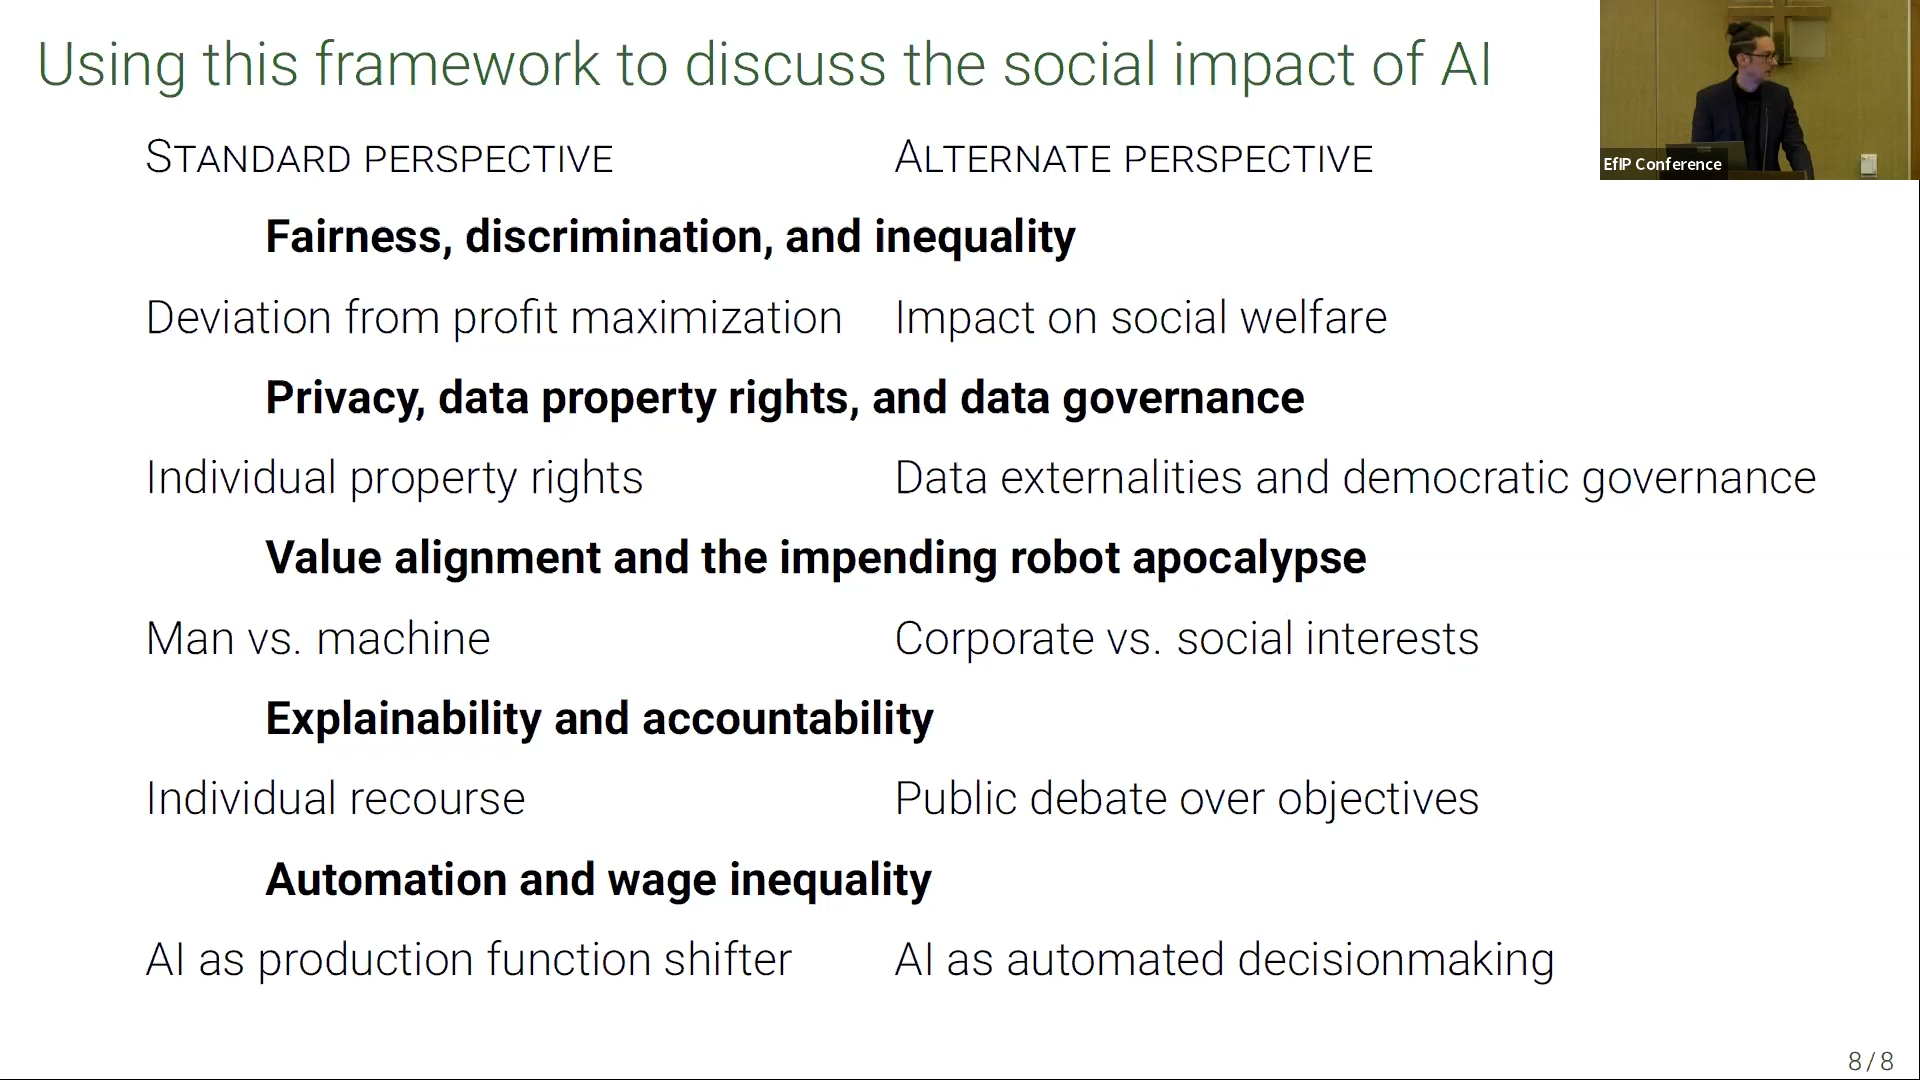 Using this framework to discuss the social impact of AI
EfIP Conference
STANDARD PERSPECTIVE ALTERNATE PERSPECTIVE
Fairness, discrimination, and inequality
Deviation from profit maximization Impact on social welfare
Privacy, data property rights, and data governance
Individual property rights Data externalities and democratic governance
Value alignment and the impending robot apocalypse
Man vs. machine Corporate vs. social interests
Explainability and accountability
Individual recourse Public debate over objectives
Automation and wage inequality
AI as production function shifter AI as automated decisionmaking
8 / 8